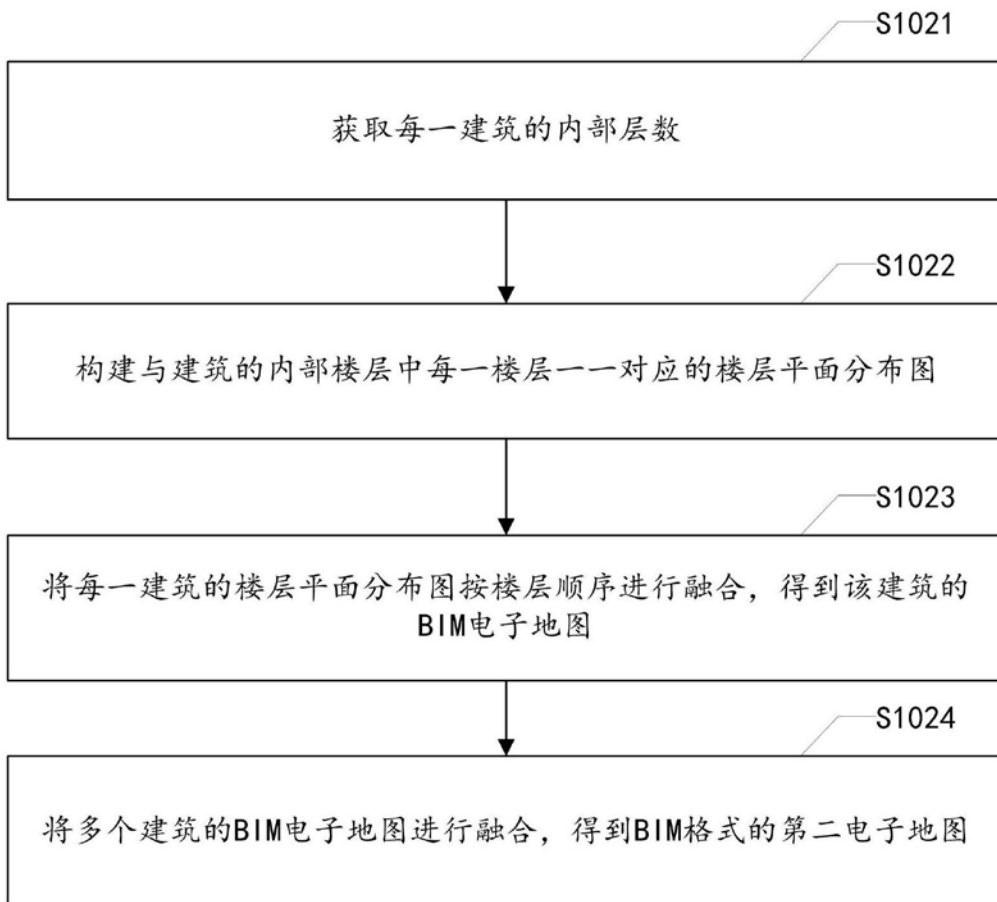 S1021
获取每一建筑的内部层数
S1022
构建与建筑的内部楼层中每一楼层一一对应的楼层平面分布图
S1023
将每一建筑的楼层平面分布图按楼层顺序进行融合，得到该建筑的
BIM电子地图
S1024
将多个建筑的BIM电子地图进行融合，得到BIM格式的第二电子地图